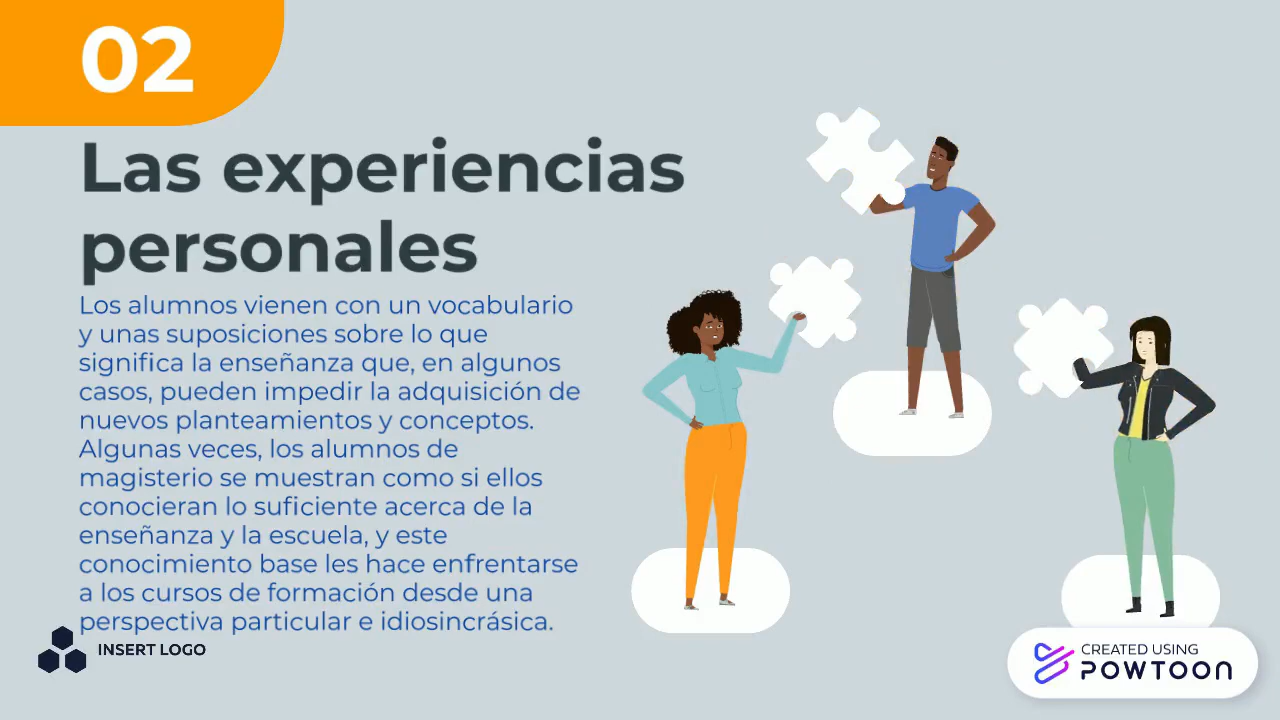 02
Las experiencias
personales
Los alumnos vienen con un vocabulario
y unas suposiciones sobre lo que
significa la enseñanza que, en algunos
casos, pueden impedir la adquisición de
nuevos planteamientos y conceptos.
Algunas veces, los alumnos de
magisterio se muestran como si ellos
conocieran lo suficiente acerca de la
enseñanza y la escuela, y este
conocimiento base les hace enfrentarse
a los cursos de formación desde una
perspectiva particular e idiosincrásica.
INSERT LOGO
CREATED USING
POWTOON